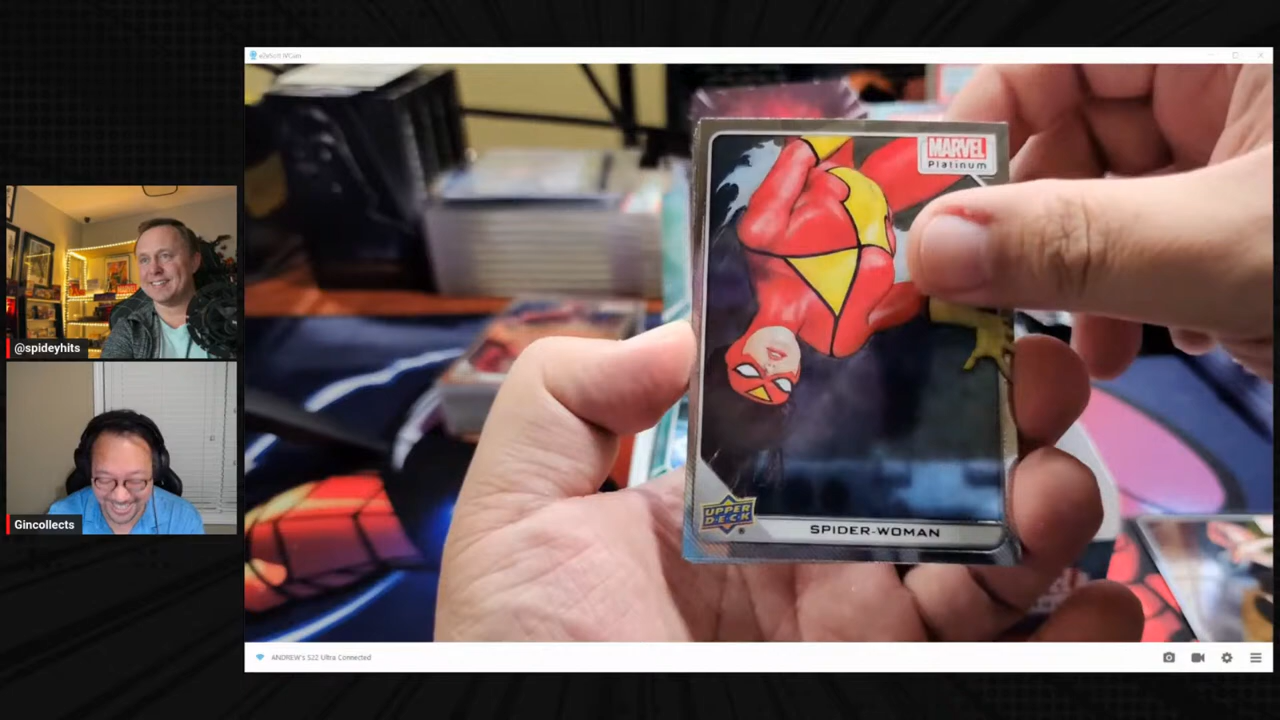 @spideyhits
Gincollects
MARVEL
Platinum
UPPER
DECK
®
SPIDER-WOMAN
ANDREW's S22 Ultra Connected